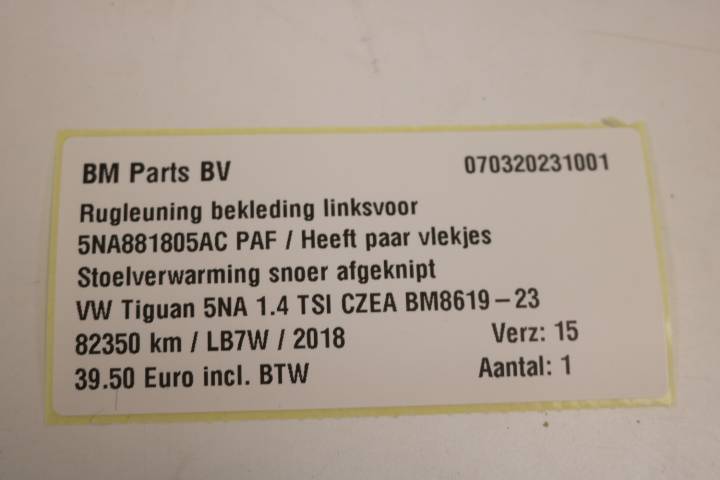 BM Parts BV 070320231001
Rugleuning bekleding linksvoor
5NA881805AC PAF / Heeft paar vlekjes
Stoelverwarming snoer afgeknipt
VW Tiguan 5NA 1.4 TSI CZEA BM8619-23
82350 km / LB7W / 2018 Verz: 15
39.50 Euro incl. BTW Aantal: 1